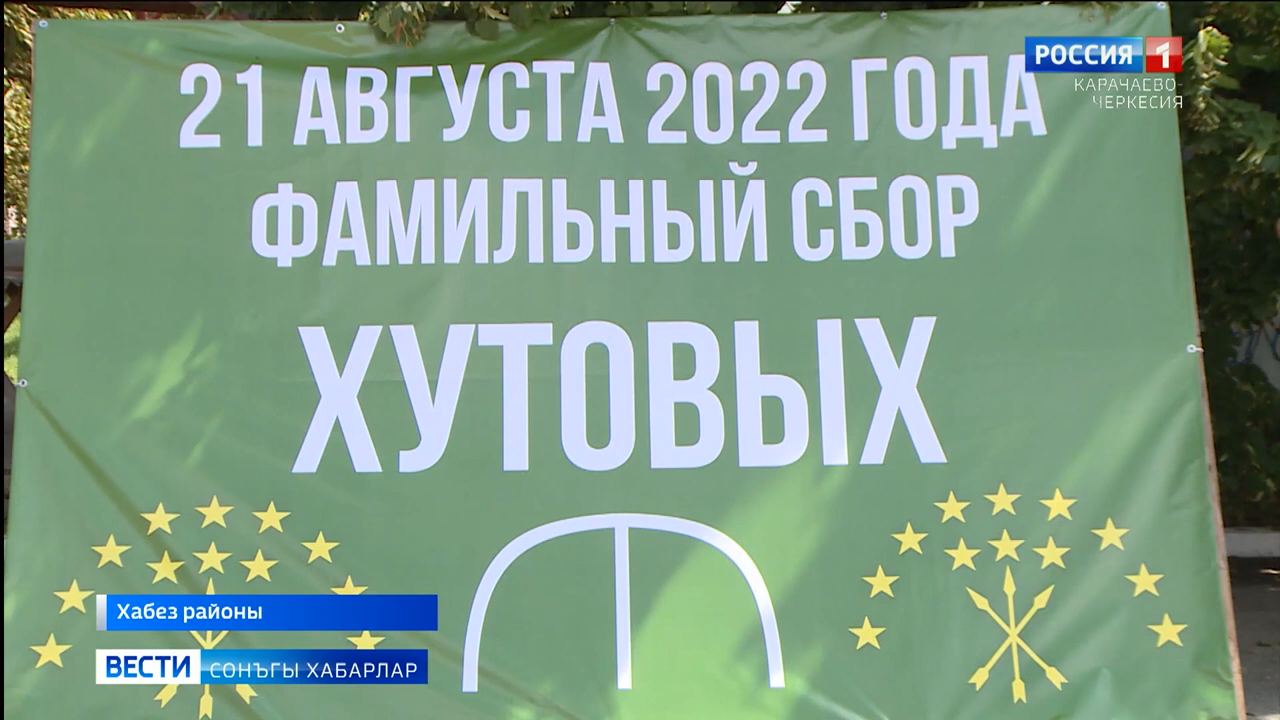 21 АВГУСТА 2022 ГОДА
ФАМИЛЬНЫЙ СБОР
ХУТОВЫХ
РОССИЯ 1
КАРАЧАЕВО-
ЧЕРКЕСИЯ
Хабез районы
ВЕСТИ СОНЪГЫ ХАБАРЛАР